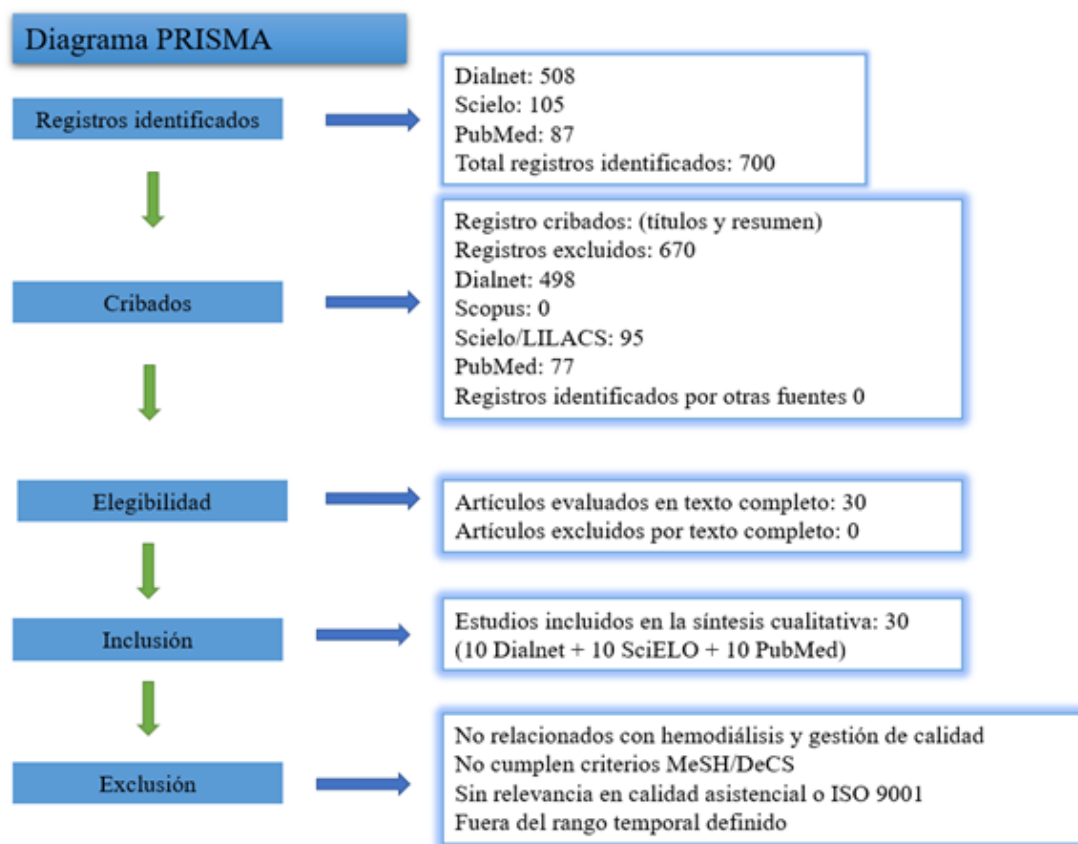 Diagrama PRISMA
Registros identificados
Dialnet: 508
Scielo: 105
PubMed: 87
Total registros identificados: 700
Cribados
Registro cribados: (títulos y resumen)
Registros excluidos: 670
Dialnet: 498
Scopus: 0
Scielo/LILACS: 95
PubMed: 77
Registros identificados por otras fuentes 0
Elegibilidad
Artículos evaluados en texto completo: 30
Artículos excluidos por texto completo: 0
Inclusión
Estudios incluidos en la síntesis cualitativa: 30
(10 Dialnet + 10 SciELO + 10 PubMed)
Exclusión
No relacionados con hemodiálisis y gestión de calidad
No cumplen criterios MeSH/DeCS
Sin relevancia en calidad asistencial o ISO 9001
Fuera del rango temporal definido